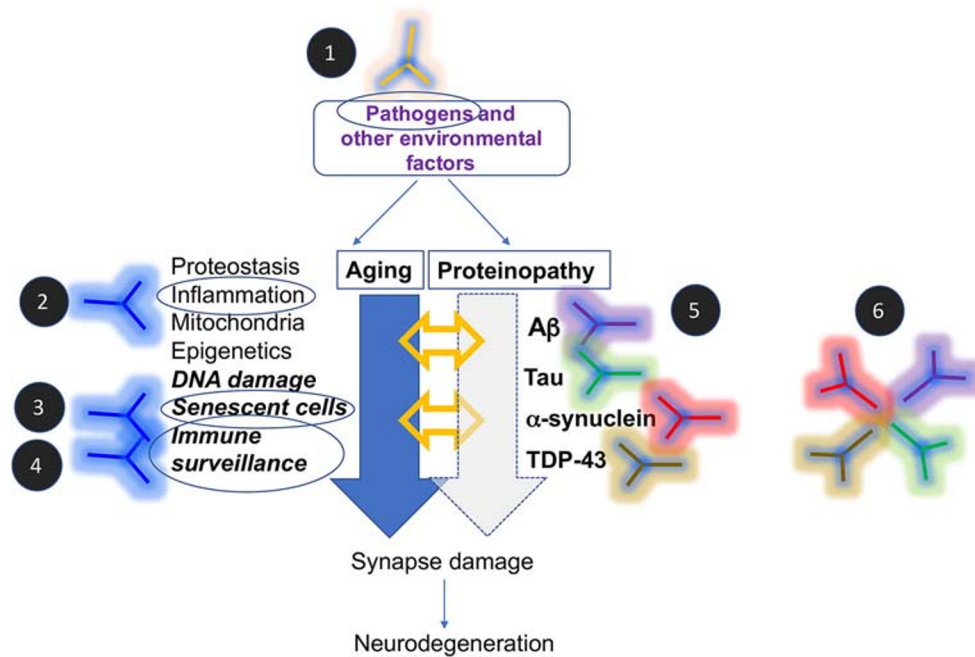 1
Pathogens and
other environmental
factors
Aging
Proteinopathy
2
Proteostasis
Inflammation
Mitochondria
Epigenetics
DNA damage
3
Senescent cells
4
Immune
surveillance
Aβ
Tau
α-synuclein
TDP-43
5
6
Synapse damage
Neurodegeneration